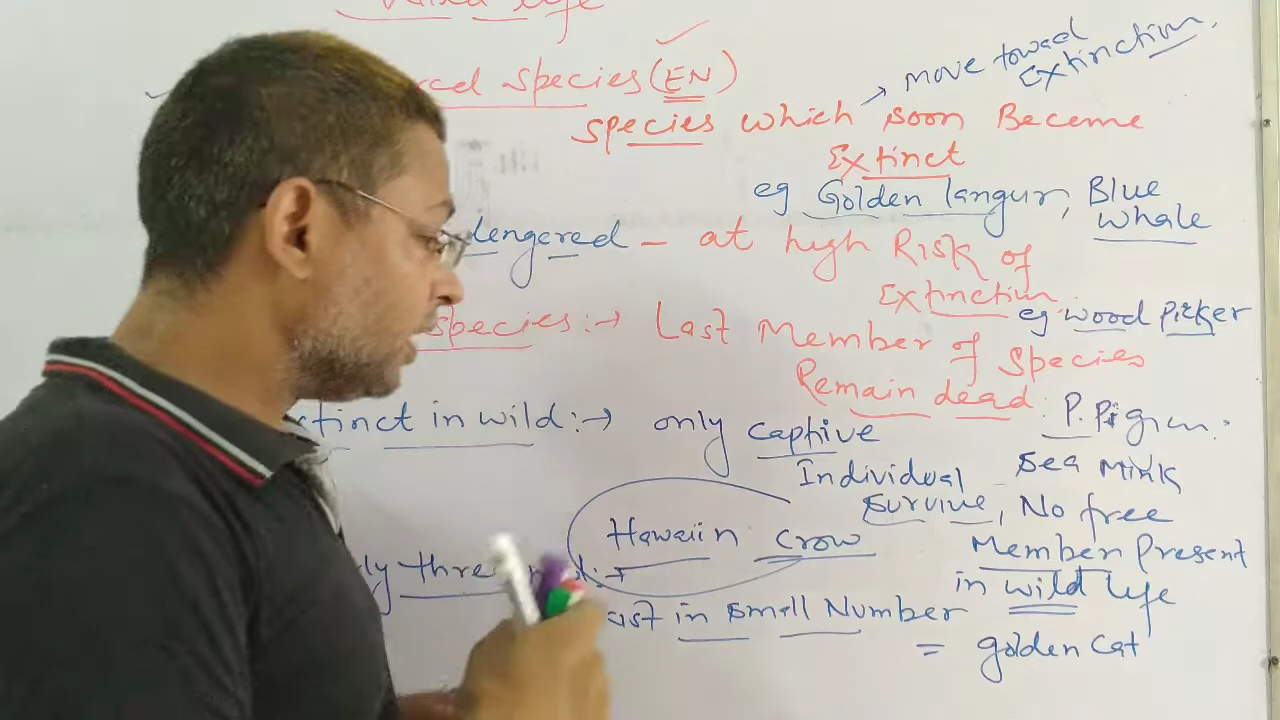 life
species (EN)
move toward
Extinction.
species which soon Become
Extinct
eg Golden langur, Blue
whale
dengered - at high Risk of
Extinction
eg wood picker
species :→ Last Member of Species
Remain dead.
P. Pigen.
Sea Mink
xtinct in wild :→ only captive
Individual
survive, No free
Member Present
in wild life
Hawaiin crow
in small Number
= golden cat